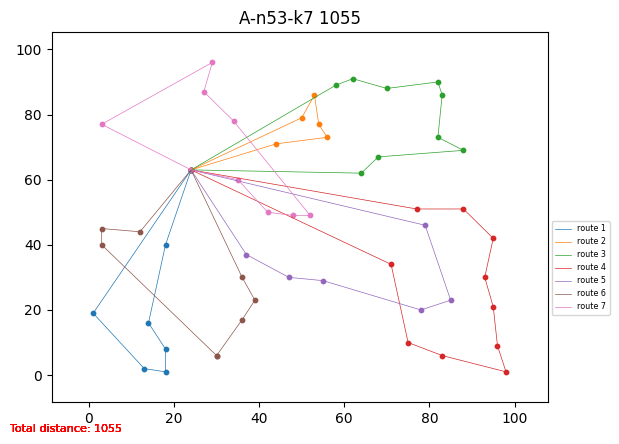 A-n53-k7 1055
100
80
60
40
20
0
0 20 40 60 80 100
route 1
route 2
route 3
route 4
route 5
route 6
route 7
Total distance: 1055